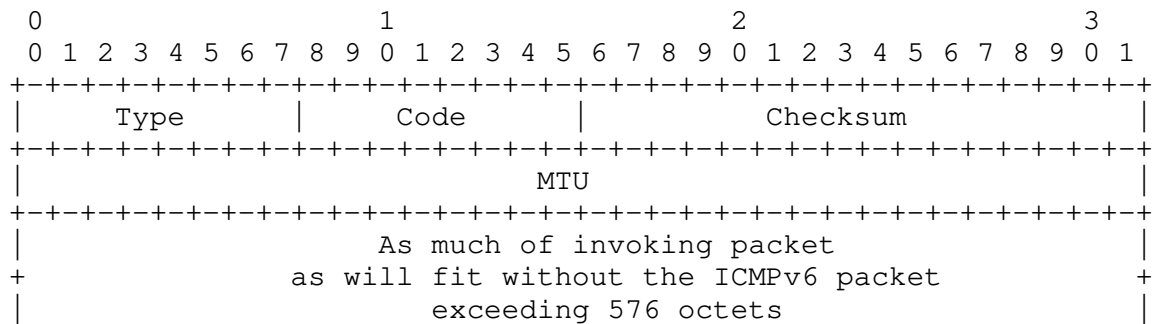 0                   1                   2                   3
 0 1 2 3 4 5 6 7 8 9 0 1 2 3 4 5 6 7 8 9 0 1 2 3 4 5 6 7 8 9 0 1
+-+-+-+-+-+-+-+-+-+-+-+-+-+-+-+-+-+-+-+-+-+-+-+-+-+-+-+-+-+-+-+-+
|     Type      |     Code      |          Checksum             |
+-+-+-+-+-+-+-+-+-+-+-+-+-+-+-+-+-+-+-+-+-+-+-+-+-+-+-+-+-+-+-+-+
|                             MTU                               |
+-+-+-+-+-+-+-+-+-+-+-+-+-+-+-+-+-+-+-+-+-+-+-+-+-+-+-+-+-+-+-+-+
|                    As much of invoking packet                 |
+               as will fit without the ICMPv6 packet           +
|                       exceeding 576 octets                    |